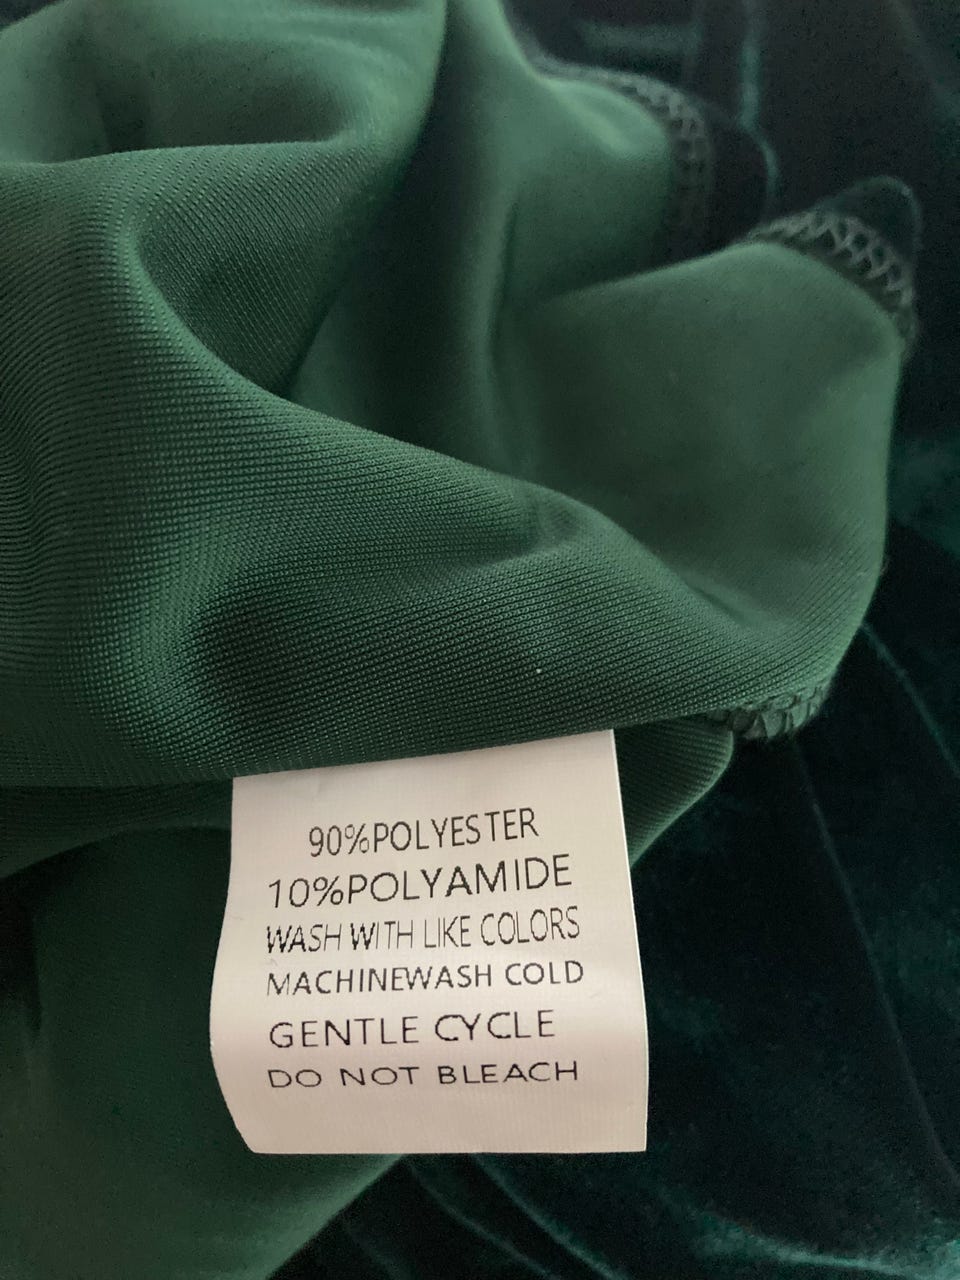 90%POLYESTER
10%POLYAMIDE
WASH WITH LIKE COLORS
MACHINEWASH COLD
GENTLE CYCLE
DO NOT BLEACH